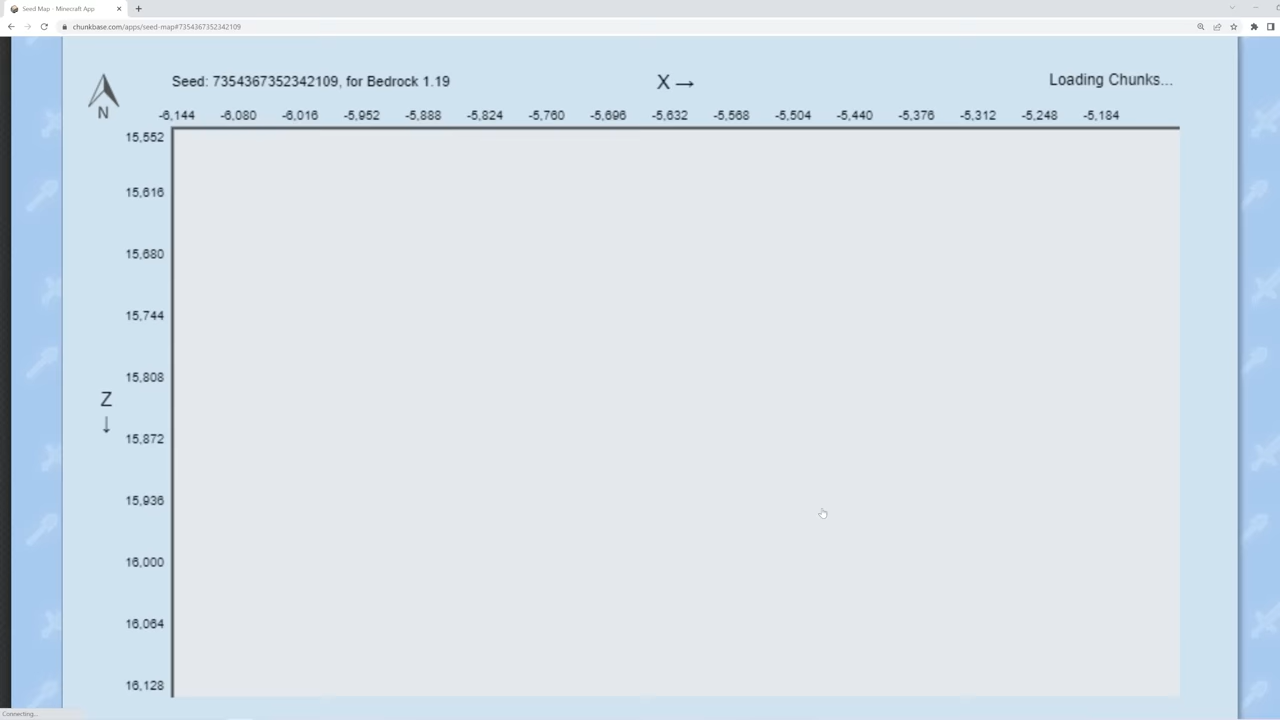 Seed Map - Minecraft App
chunkbase.com/apps/seed-map#7354367352342109
Seed: 7354367352342109, for Bedrock 1.19
X →
Loading Chunks...
N
-6,144 -6,080 -6,016 -5,952 -5,888 -5,824 -5,760 -5,696 -5,632 -5,568 -5,504 -5,440 -5,376 -5,312 -5,248 -5,184
15,552
15,616
15,680
15,744
15,808
Z
↓
15,872
15,936
16,000
16,064
16,128
Connecting...